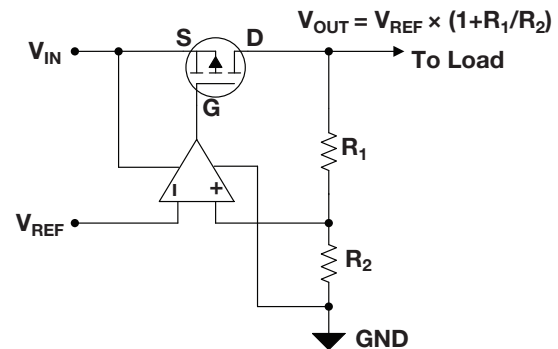 V_OUT = V_REF × (1+R_1/R_2)
V_IN
S
D
To Load
G
R_1
V_REF
R_2
GND